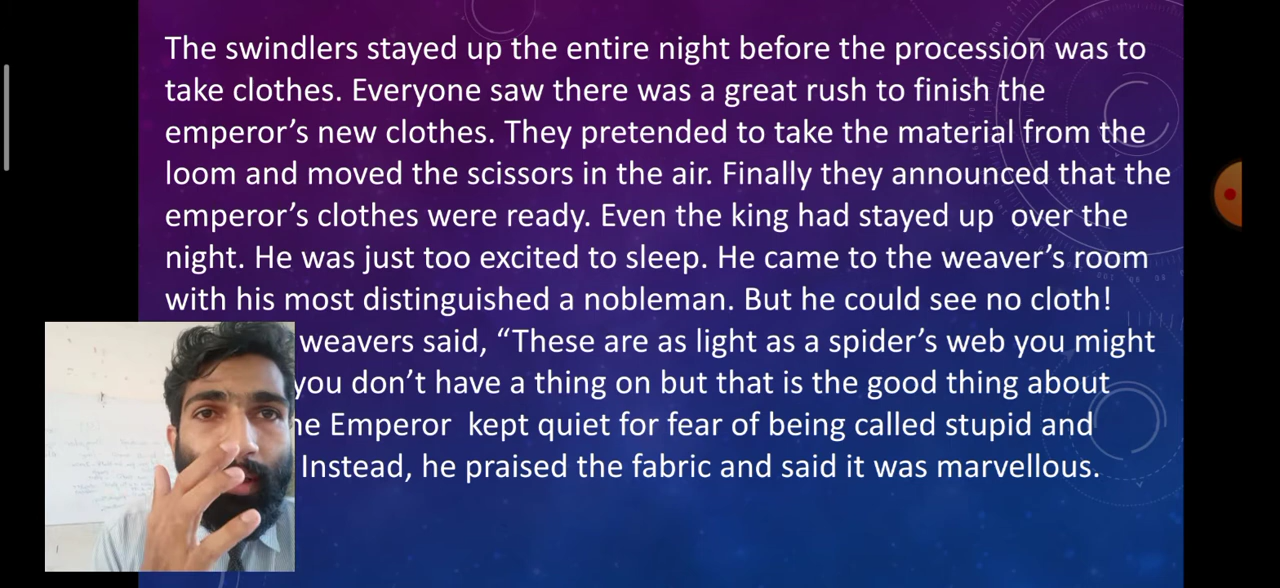 The swindlers stayed up the entire night before the procession was to
take clothes. Everyone saw there was a great rush to finish the
emperor’s new clothes. They pretended to take the material from the
loom and moved the scissors in the air. Finally they announced that the
emperor’s clothes were ready. Even the king had stayed up over the
night. He was just too excited to sleep. He came to the weaver’s room
with his most distinguished a nobleman. But he could see no cloth!
weavers said, “These are as light as a spider’s web you might
you don’t have a thing on but that is the good thing about
Emperor kept quiet for fear of being called stupid and
Instead, he praised the fabric and said it was marvellous.